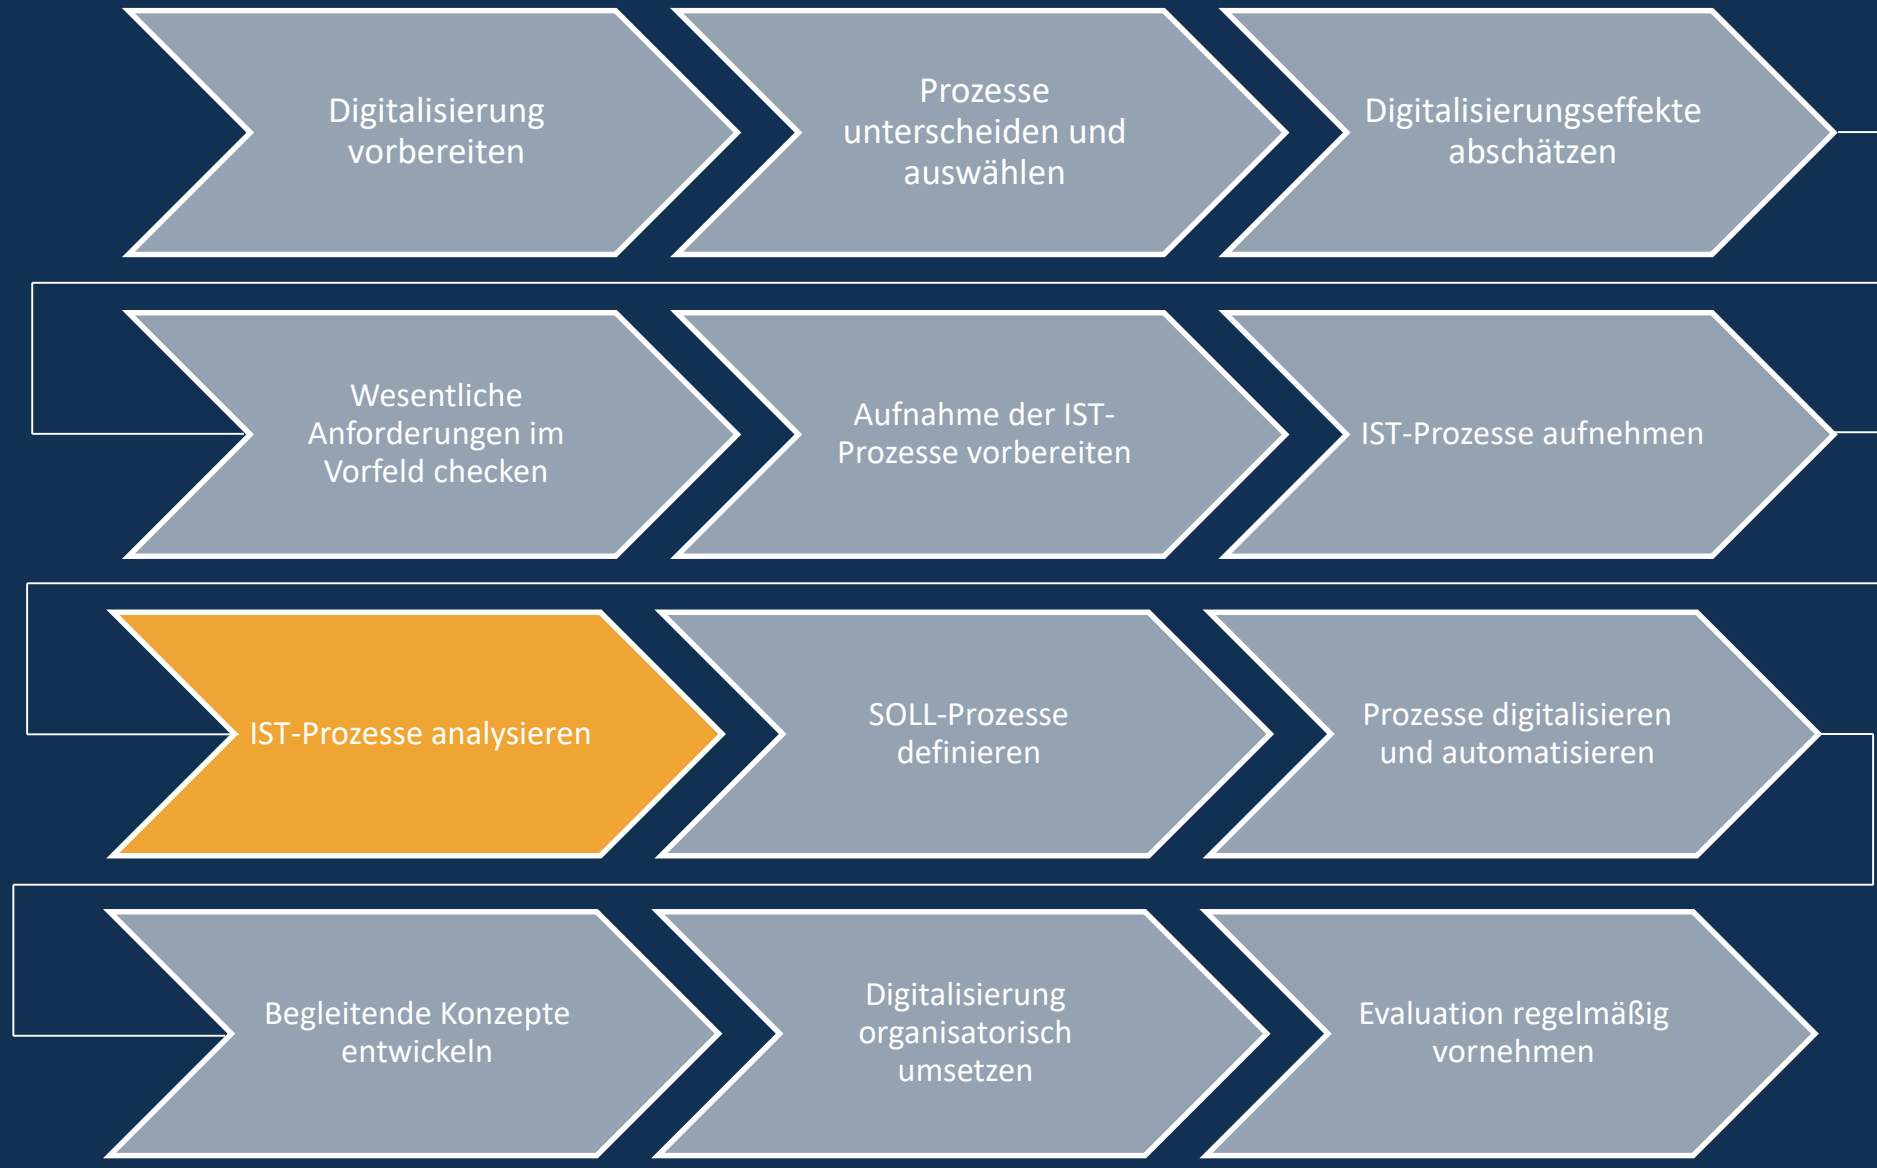 Digitalisierung
vorbereiten
Prozesse
unterscheiden und
auswählen
Digitalisierungseffekte
abschätzen
Wesentliche
Anforderungen im
Vorfeld checken
Aufnahme der IST-
Prozesse vorbereiten
IST-Prozesse aufnehmen
IST-Prozesse analysieren
SOLL-Prozesse
definieren
Prozesse digitalisieren
und automatisieren
Begleitende Konzepte
entwickeln
Digitalisierung
organisatorisch
umsetzen
Evaluation regelmäßig
vornehmen